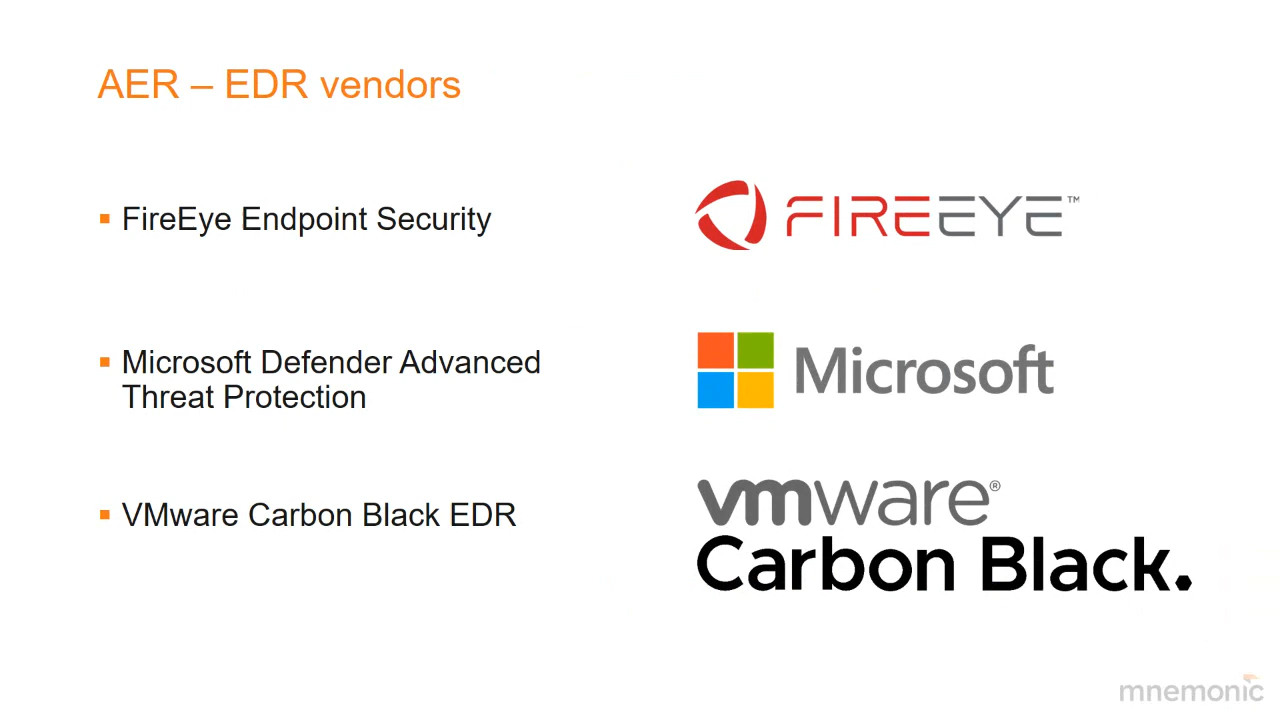 AER – EDR vendors
FireEye Endpoint Security
FIREEYE™
Microsoft Defender Advanced
Threat Protection
Microsoft
VMware Carbon Black EDR
vmware®
Carbon Black.
mnemonic